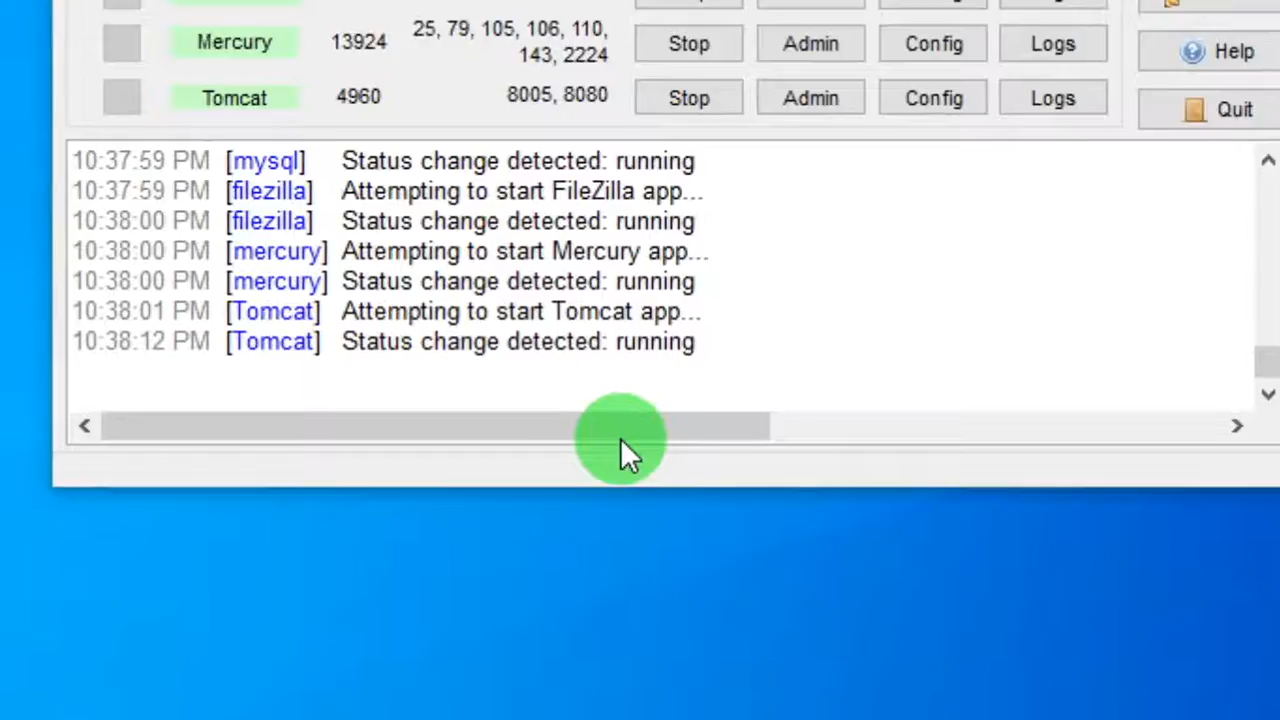 Mercury 13924 25, 79, 105, 106, 110, 143, 2224 Stop Admin Config Logs
Help
Tomcat 4960 8005, 8080 Stop Admin Config Logs
Quit
10:37:59 PM [mysql] Status change detected: running
10:37:59 PM [filezilla] Attempting to start FileZilla app...
10:38:00 PM [filezilla] Status change detected: running
10:38:00 PM [mercury] Attempting to start Mercury app...
10:38:00 PM [mercury] Status change detected: running
10:38:01 PM [Tomcat] Attempting to start Tomcat app...
10:38:12 PM [Tomcat] Status change detected: running